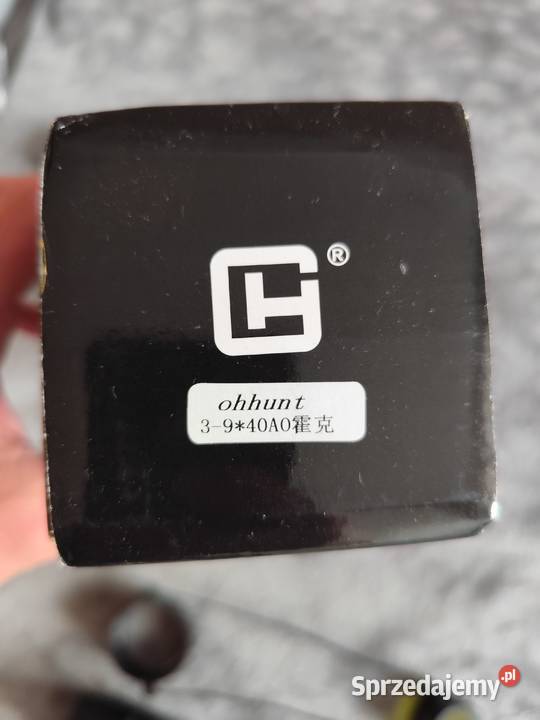 ®
ohhunt
3-9*40AO霍克
Sprzedajemy.pl